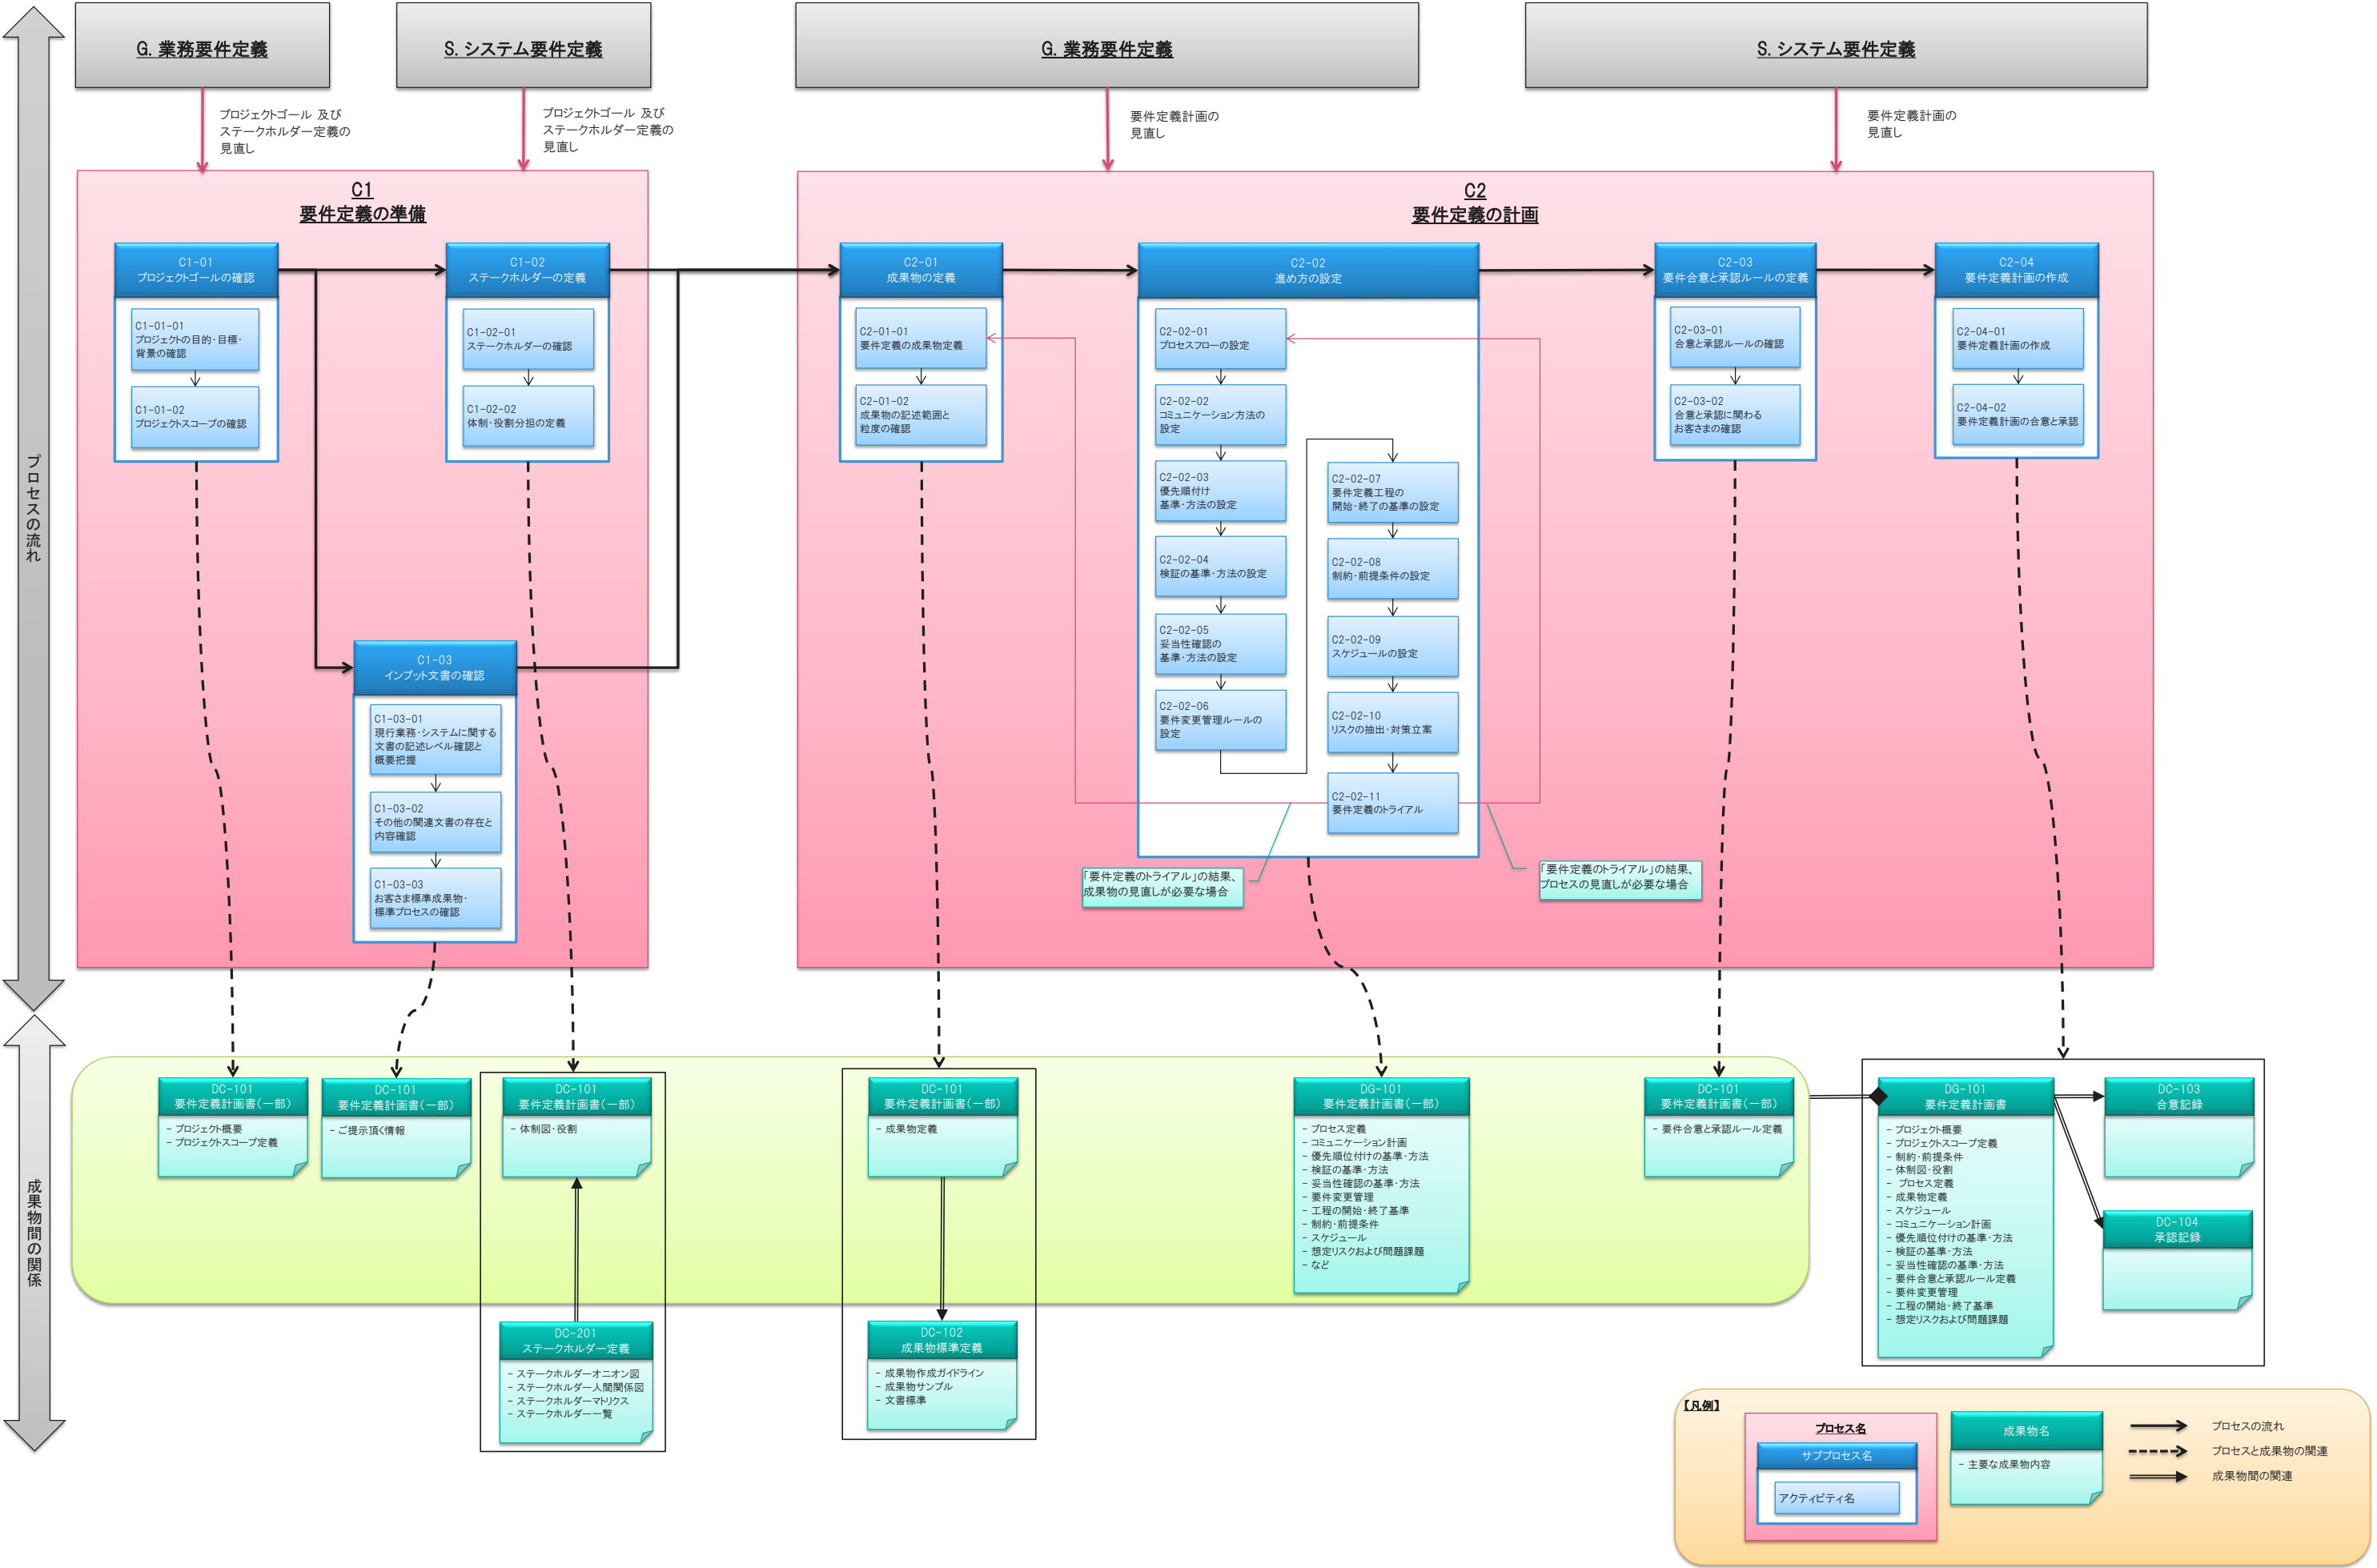 G. 業務要件定義
S. システム要件定義
G. 業務要件定義
S. システム要件定義
プロジェクトゴール 及び
ステークホルダー定義の
見直し
プロジェクトゴール 及び
ステークホルダー定義の
見直し
要件定義計画の
見直し
要件定義計画の
見直し
プロセスの流れ
C1
要件定義の準備
C1-01
プロジェクトゴールの確認
C1-01-01
プロジェクトの目的・目標・
背景の確認
C1-01-02
プロジェクトスコープの確認
C1-02
ステークホルダーの定義
C1-02-01
ステークホルダーの確認
C1-02-02
体制・役割分担の定義
C1-03
インプット文書の確認
C1-03-01
現行業務・システムに関する
文書の記述レベル確認と
概要把握
C1-03-02
その他の関連文書の存在と
内容確認
C1-03-03
お客さま標準成果物・
標準プロセスの確認
C2
要件定義の計画
C2-01
成果物の定義
C2-01-01
要件定義の成果物定義
C2-01-02
成果物の記述範囲と
粒度の確認
C2-02
進め方の設定
C2-02-01
プロセスフローの設定
C2-02-02
コミュニケーション方法の
設定
C2-02-03
優先順付け
基準・方法の設定
C2-02-04
検証の基準・方法の設定
C2-02-05
妥当性確認の
基準・方法の設定
C2-02-06
要件変更管理ルールの
設定
C2-02-07
要件定義工程の
開始・終了の基準の設定
C2-02-08
制約・前提条件の設定
C2-02-09
スケジュールの設定
C2-02-10
リスクの抽出・対策立案
C2-02-11
要件定義のトライアル
「要件定義のトライアル」の結果、
成果物の見直しが必要な場合
「要件定義のトライアル」の結果、
プロセスの見直しが必要な場合
C2-03
要件合意と承認ルールの定義
C2-03-01
合意と承認ルールの確認
C2-03-02
合意と承認に関わる
お客さまの確認
C2-04
要件定義計画の作成
C2-04-01
要件定義計画の作成
C2-04-02
要件定義計画の合意と承認
成果物間の関係
DC-101
要件定義計画書（一部）
- プロジェクト概要
- プロジェクトスコープ定義
DC-101
要件定義計画書（一部）
- ご提示頂く情報
DC-101
要件定義計画書（一部）
- 体制図・役割
DC-201
ステークホルダー定義
- ステークホルダーオニオン図
- ステークホルダー人間関係図
- ステークホルダーマトリクス
- ステークホルダー一覧
DC-101
要件定義計画書（一部）
- 成果物定義
DC-102
成果物標準定義
- 成果物作成ガイドライン
- 成果物サンプル
- 文書標準
DG-101
要件定義計画書（一部）
- プロセス定義
- コミュニケーション計画
- 優先順位付けの基準・方法
- 検証の基準・方法
- 妥当性確認の基準・方法
- 要件変更管理
- 工程の開始・終了基準
- 制約・前提条件
- スケジュール
- 想定リスクおよび問題課題
- など
DC-101
要件定義計画書（一部）
- 要件合意と承認ルール定義
DG-101
要件定義計画書
- プロジェクト概要
- プロジェクトスコープ定義
- 制約・前提条件
- 体制図・役割
- プロセス定義
- 成果物定義
- スケジュール
- コミュニケーション計画
- 優先順位付けの基準・方法
- 検証の基準・方法
- 妥当性確認の基準・方法
- 要件合意と承認ルール定義
- 要件変更管理
- 工程の開始・終了基準
- 想定リスクおよび問題課題
DC-103
合意記録
DC-104
承認記録
【凡例】
プロセス名
サブプロセス名
アクティビティ名
成果物名
- 主要な成果物内容
プロセスの流れ
プロセスと成果物の関連
成果物間の関連